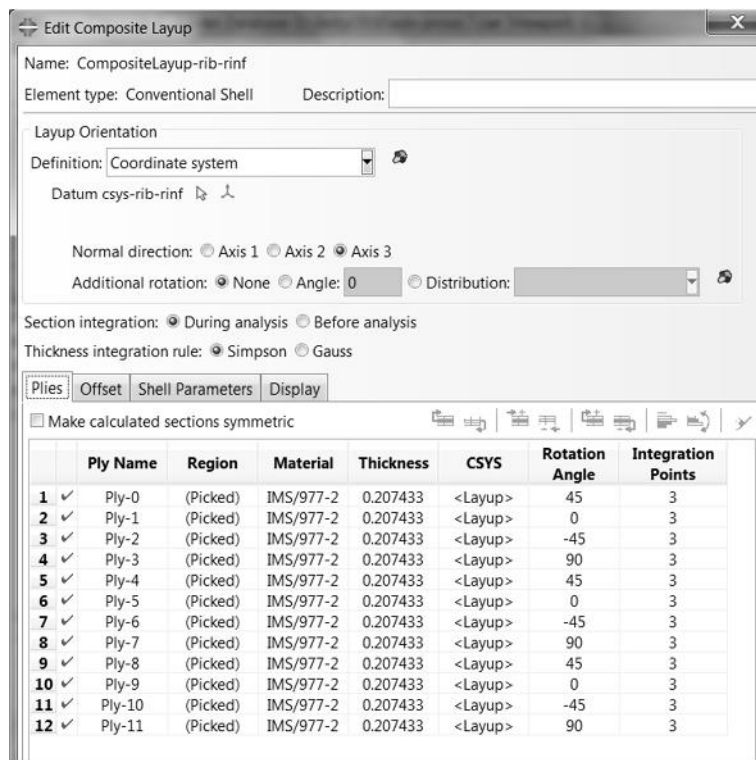 Edit Composite Layup
X
Name: CompositeLayup-rib-rinf
Element type: Conventional Shell Description:
Layup Orientation
Definition: Coordinate system
Datum csys-rib-rinf
Normal direction: Axis 1 Axis 2 Axis 3
Additional rotation: None Angle: 0 Distribution:
Section integration: During analysis Before analysis
Thickness integration rule: Simpson Gauss
Plies Offset Shell Parameters Display
Make calculated sections symmetric
Ply Name Region Material Thickness CSYS Rotation Angle Integration Points
1 ✓ Ply-0 (Picked) IMS/977-2 0.207433 <Layup> 45 3
2 ✓ Ply-1 (Picked) IMS/977-2 0.207433 <Layup> 0 3
3 ✓ Ply-2 (Picked) IMS/977-2 0.207433 <Layup> -45 3
4 ✓ Ply-3 (Picked) IMS/977-2 0.207433 <Layup> 90 3
5 ✓ Ply-4 (Picked) IMS/977-2 0.207433 <Layup> 45 3
6 ✓ Ply-5 (Picked) IMS/977-2 0.207433 <Layup> 0 3
7 ✓ Ply-6 (Picked) IMS/977-2 0.207433 <Layup> -45 3
8 ✓ Ply-7 (Picked) IMS/977-2 0.207433 <Layup> 90 3
9 ✓ Ply-8 (Picked) IMS/977-2 0.207433 <Layup> 45 3
10 ✓ Ply-9 (Picked) IMS/977-2 0.207433 <Layup> 0 3
11 ✓ Ply-10 (Picked) IMS/977-2 0.207433 <Layup> -45 3
12 ✓ Ply-11 (Picked) IMS/977-2 0.207433 <Layup> 90 3